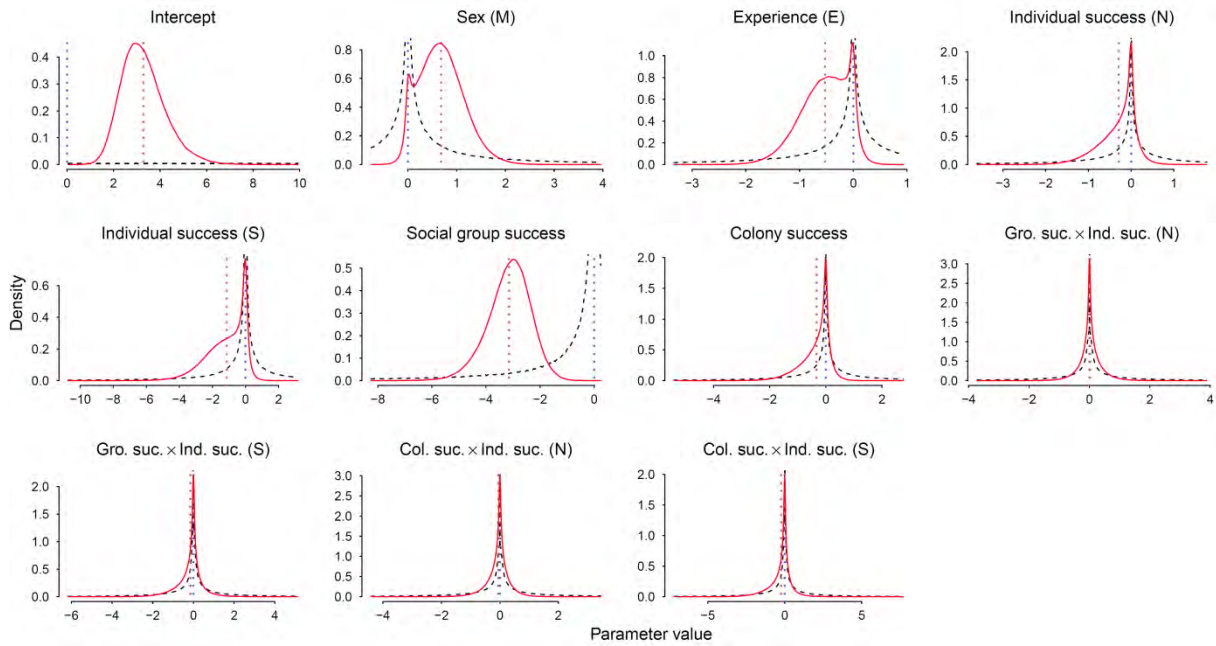 Intercept
Sex (M)
Experience (E)
Individual success (N)
0.4
0.3
0.2
0.1
0.0
0 2 4 6 8 10
0.8
0.6
0.4
0.2
0.0
0 1 2 3 4
1.0
0.8
0.6
0.4
0.2
0.0
−3 −2 −1 0 1
2.0
1.5
1.0
0.5
0.0
−3 −2 −1 0 1
Individual success (S)
Social group success
Colony success
Gro. suc. × Ind. suc. (N)
Density
0.6
0.4
0.2
0.0
−10 −8 −6 −4 −2 0 2
0.5
0.4
0.3
0.2
0.1
0.0
−8 −6 −4 −2 0
2.0
1.5
1.0
0.5
0.0
−4 −2 0 2
3.0
2.5
2.0
1.5
1.0
0.5
0.0
−4 −2 0 2 4
Gro. suc. × Ind. suc. (S)
Col. suc. × Ind. suc. (N)
Col. suc. × Ind. suc. (S)
2.0
1.5
1.0
0.5
0.0
−6 −4 −2 0 2 4
3.0
2.5
2.0
1.5
1.0
0.5
0.0
−4 −2 0 2
2.0
1.5
1.0
0.5
0.0
−5 0 5
Parameter value